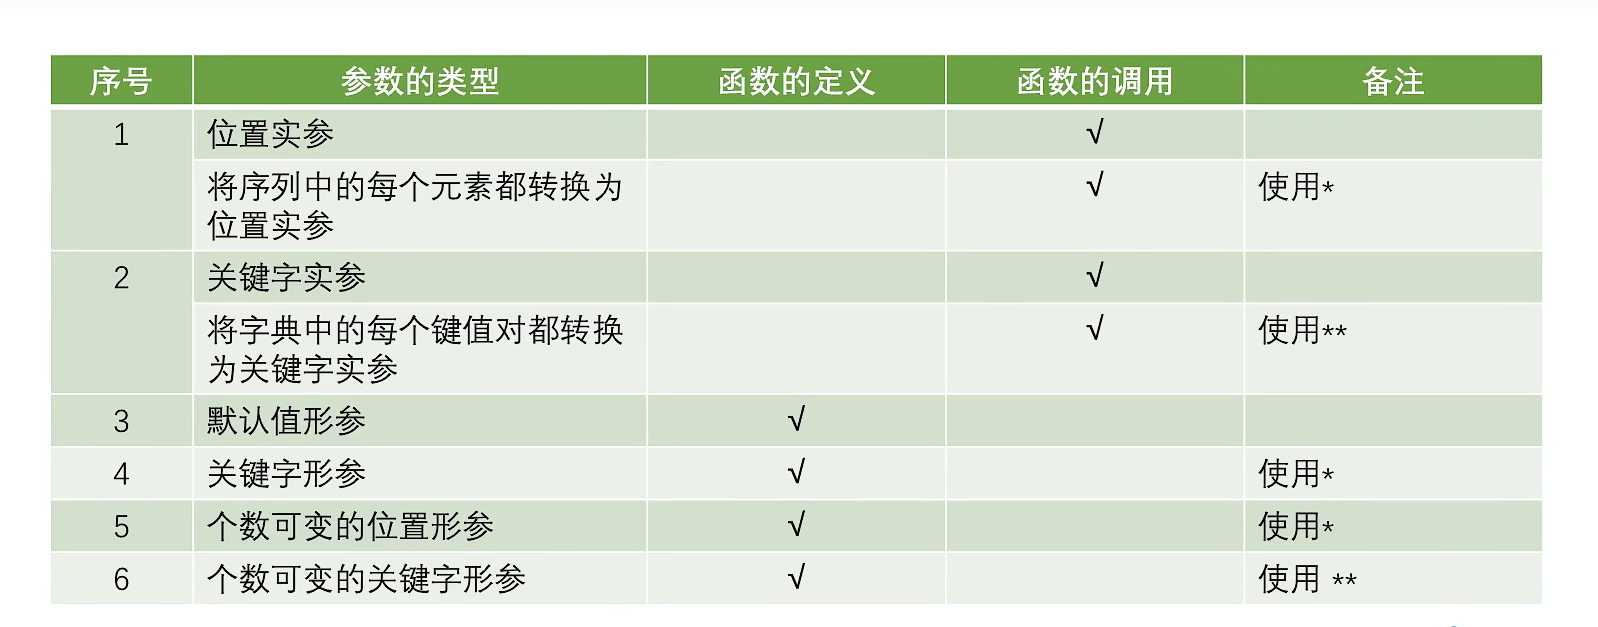 序号 参数的类型 函数的定义 函数的调用 备注
1 位置实参 √
将序列中的每个元素都转换为 √ 使用*
位置实参
2 关键字实参 √
将字典中的每个键值对都转换 √ 使用**
为关键字实参
3 默认值形参 √
4 关键字形参 √ 使用*
5 个数可变的位置形参 √ 使用*
6 个数可变的关键字形参 √ 使用 **